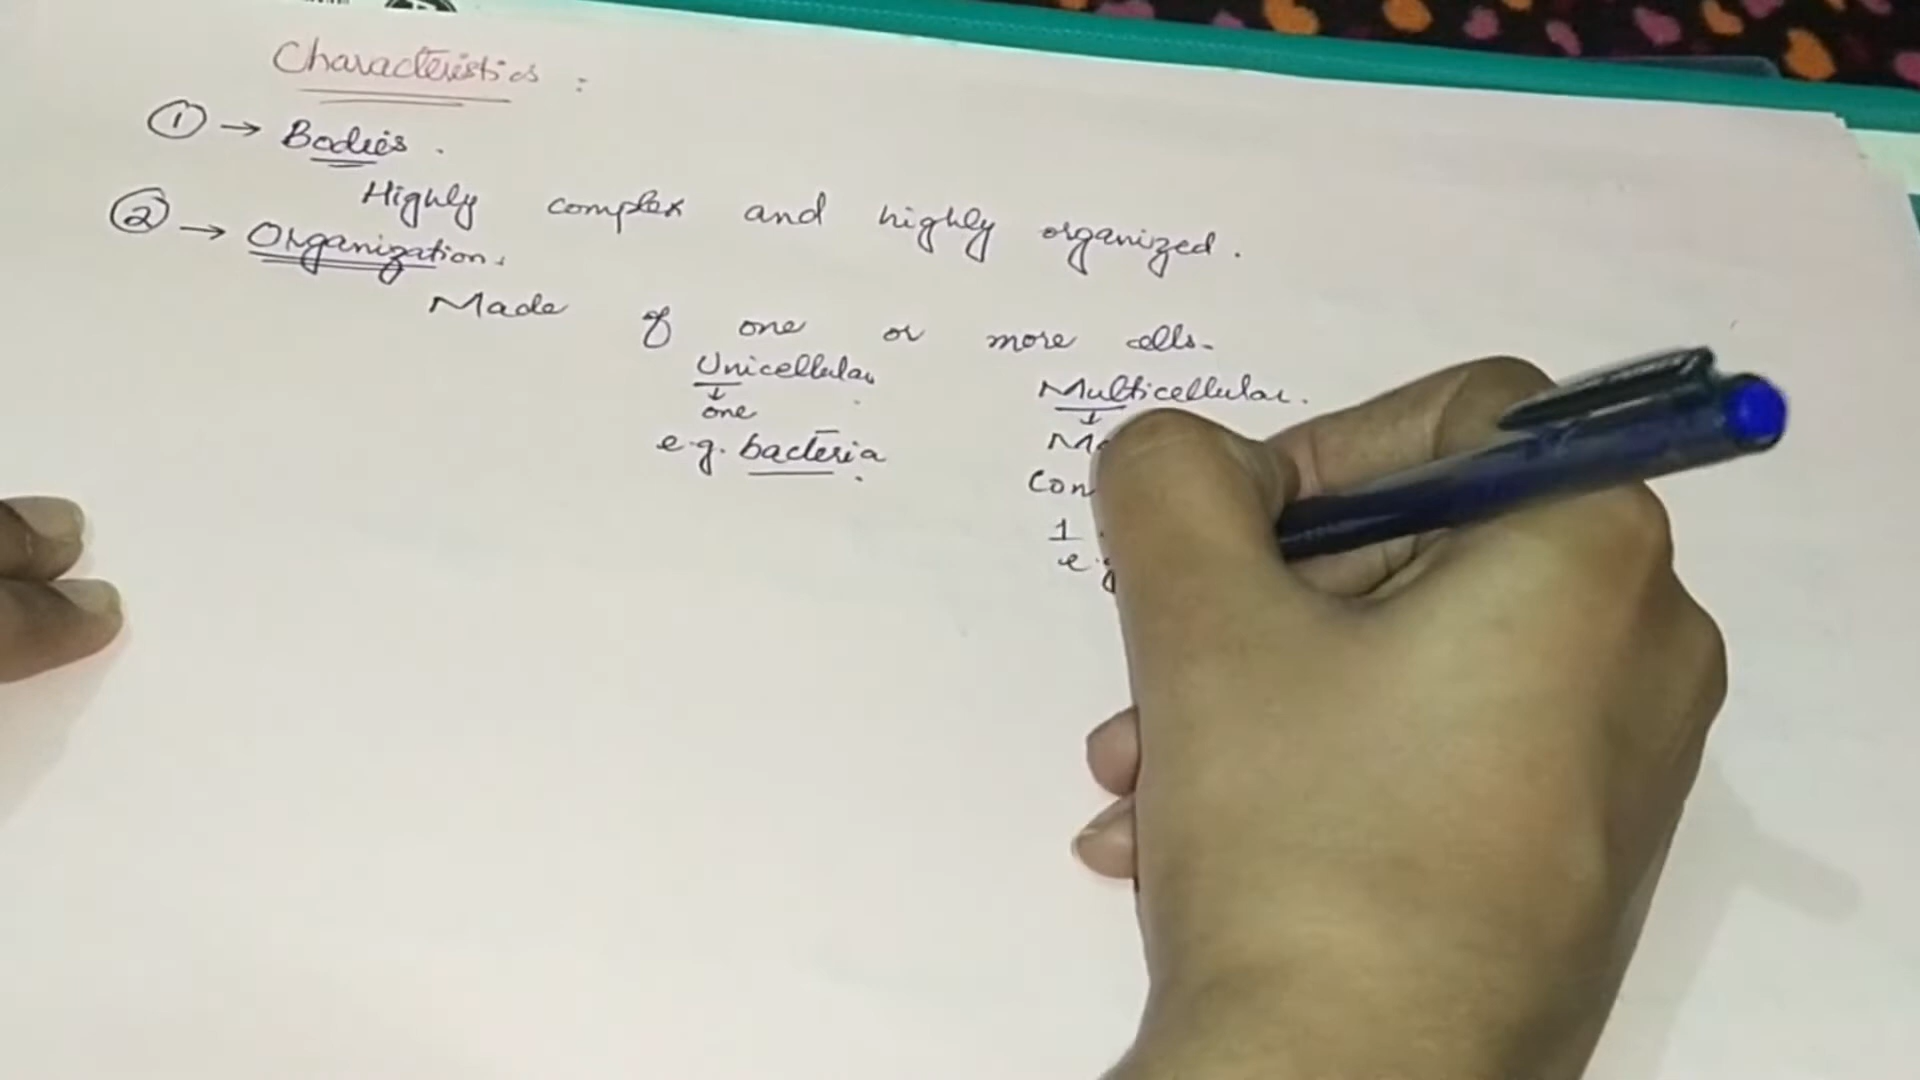 Characteristics :
① → Bodies.
Highly complex and highly organized.
② → Organization.
Made of one or more cells.
Unicellular Multicellular.
↓ ↓
one
e.g. bacteria.
1